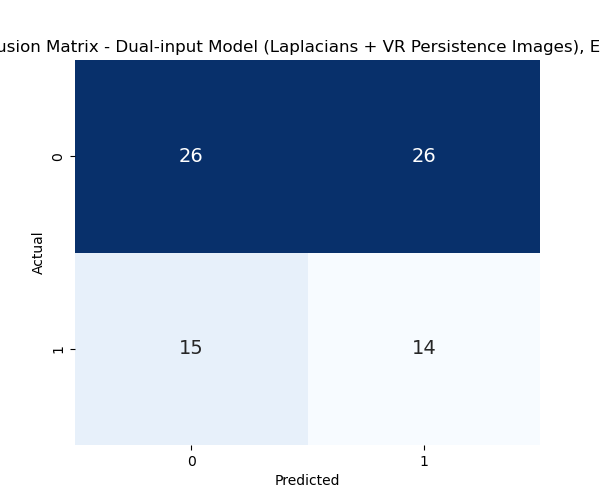 usion Matrix - Dual-input Model (Laplacians + VR Persistence Images), E
26 26
15 14
0
1
Actual
0 1
Predicted